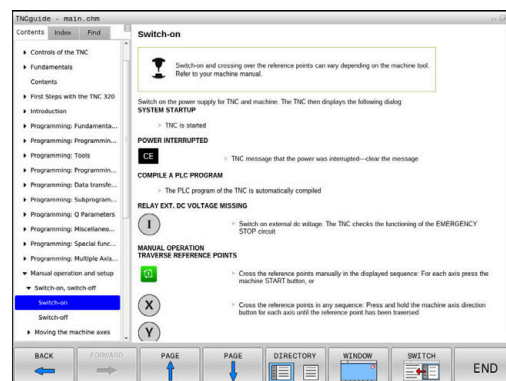 TNCguide - main.chm
Contents Index Find
Controls of the TNC
Fundamentals
Contents
First Steps with the TNC 320
Introduction
Programming: Fundamenta...
Programming: Programmin...
Programming: Tools
Programming: Programmin...
Programming: Data transfe...
Programming: Subprogram...
Programming: Q Parameters
Programming: Miscellaneo...
Programming: Special func...
Programming: Multiple Axis...
Manual operation and setup
Switch-on, switch-off
Switch-on
Switch-off
Moving the machine axes
Switch-on
Switch-on and crossing over the reference points can vary depending on the machine tool.
Refer to your machine manual.
Switch on the power supply for TNC and machine. The TNC then displays the following dialog:
SYSTEM STARTUP
TNC is started
POWER INTERRUPTED
CE
TNC message that the power was interrupted—clear the message
COMPILE A PLC PROGRAM
The PLC program of the TNC is automatically compiled
RELAY EXT. DC VOLTAGE MISSING
I
Switch on external dc voltage. The TNC checks the functioning of the EMERGENCY
STOP circuit
MANUAL OPERATION
TRAVERSE REFERENCE POINTS
Cross the reference points manually in the displayed sequence: For each axis press the
machine START button, or
X
Cross the reference points in any sequence: Press and hold the machine axis direction
button for each axis until the reference point has been traversed
Y
BACK FORWARD PAGE PAGE DIRECTORY WINDOW SWITCH END